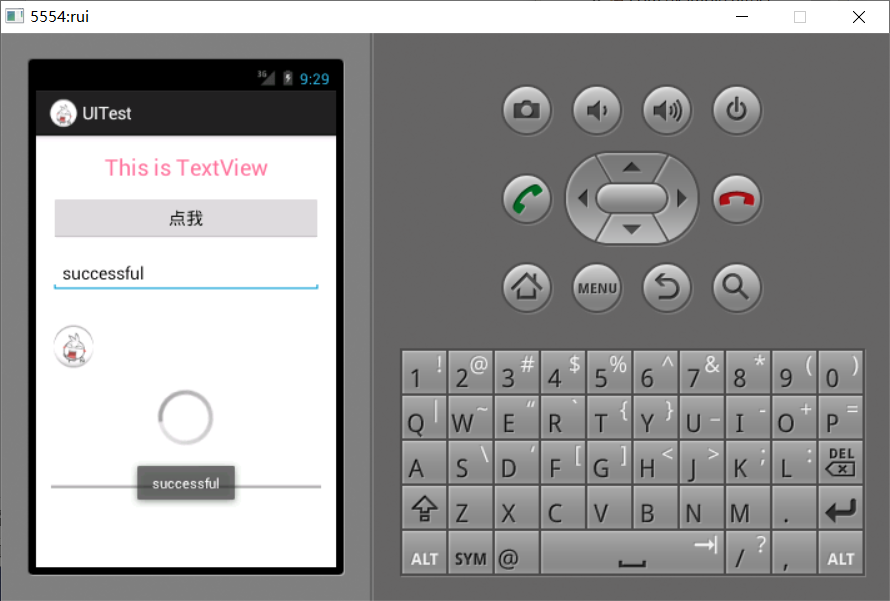 5554:rui
3G 9:29
UITest
This is TextView
点我
successful
successful
MENU
1 ! 2 @ 3 # 4 $ 5 % 6 ^ 7 & 8 * 9 ( 0 )
Q | W ~ E “ R ` T { Y } U _ I - O + P =
A S \ D ‘ F [ G ] H < J > K ; L : DEL
Z X C V B N M .
ALT SYM @ / ? , ALT